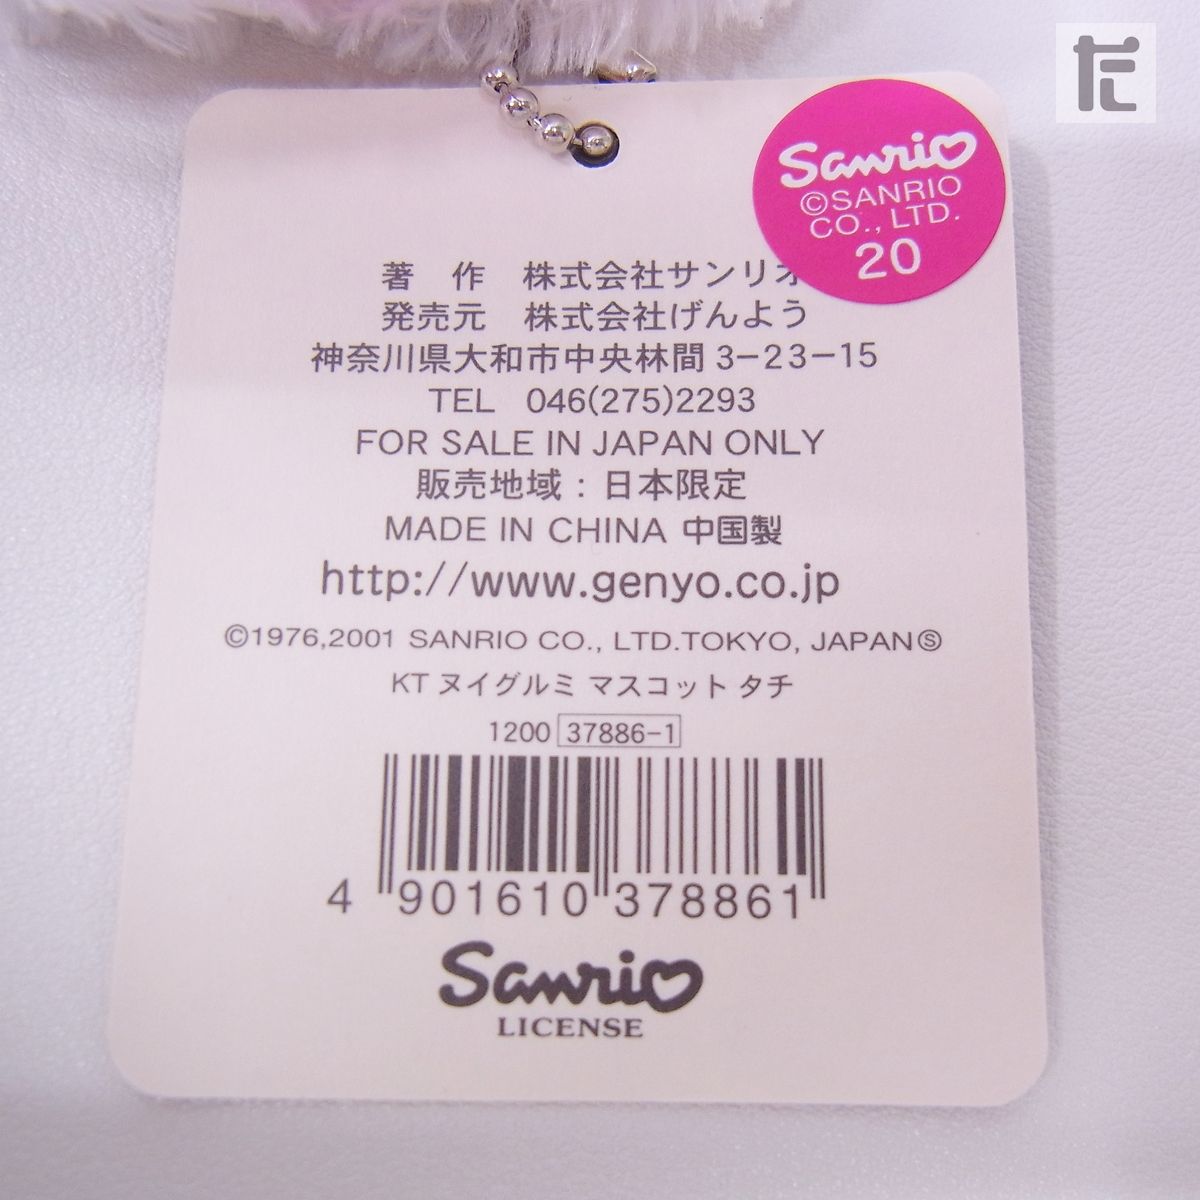 Sanrio
©SANRIO
CO., LTD.
20
著 作 株式会社サンリオ
発売元 株式会社げんよう
神奈川県大和市中央林間3-23-15
TEL 046(275)2293
FOR SALE IN JAPAN ONLY
販売地域:日本限定
MADE IN CHINA 中国製
http://www.genyo.co.jp
©1976,2001 SANRIO CO., LTD.TOKYO, JAPANⓈ
KT ヌイグルミ マスコット タチ
1200 37886-1
4 901610 378861
Sanrio
LICENSE